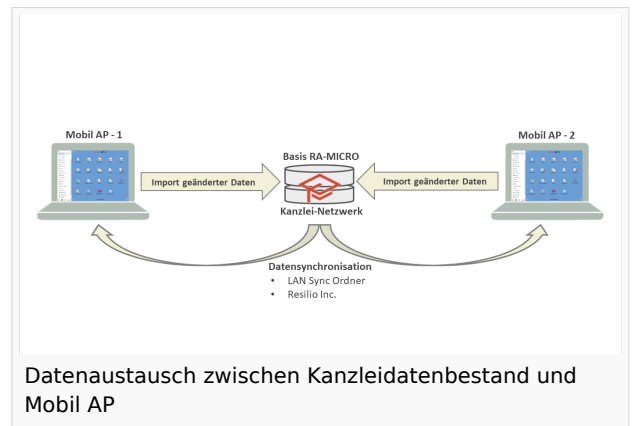 Mobil AP - 1
Mobil AP - 2
Basis RA-MICRO
Import geänderter Daten
Import geänderter Daten
Kanzlei-Netzwerk
Datensynchronisation
• LAN Sync Ordner
• Resilio Inc.
Datenaustausch zwischen Kanzleidatenbestand und
Mobil AP